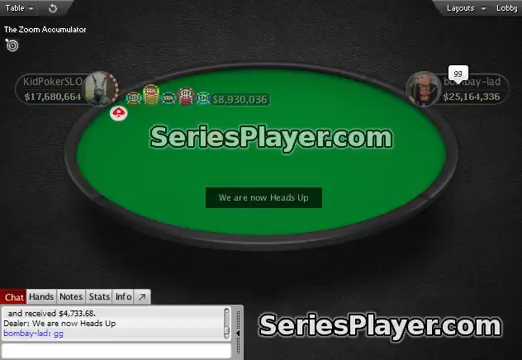 Table
Layouts
Lobby
The Zoom Accumulator
KidPokerSLO
$17,680,664
$8,930,036
gg
bombay-lad
$25,164,336
SeriesPlayer.com
We are now Heads Up
Chat Hands Notes Stats Info
and received $4,733.68.
Dealer: We are now Heads Up
bombay-lad: gg
SeriesPlayer.com